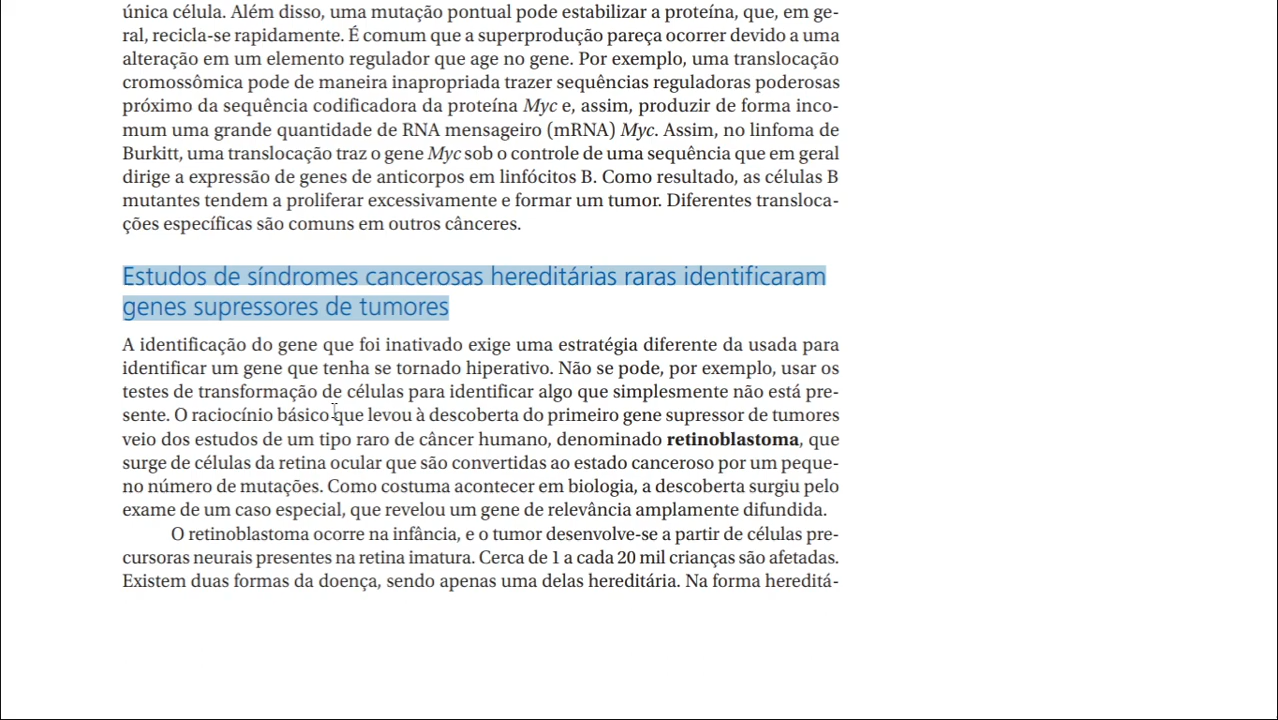 única célula. Além disso, uma mutação pontual pode estabilizar a proteína, que, em ge-
ral, recicla-se rapidamente. É comum que a superprodução pareça ocorrer devido a uma
alteração em um elemento regulador que age no gene. Por exemplo, uma translocação
cromossômica pode de maneira inapropriada trazer sequências reguladoras poderosas
próximo da sequência codificadora da proteína Myc e, assim, produzir de forma inco-
mum uma grande quantidade de RNA mensageiro (mRNA) Myc. Assim, no linfoma de
Burkitt, uma translocação traz o gene Myc sob o controle de uma sequência que em geral
dirige a expressão de genes de anticorpos em linfócitos B. Como resultado, as células B
mutantes tendem a proliferar excessivamente e formar um tumor. Diferentes transloca-
ções específicas são comuns em outros cânceres.
Estudos de síndromes cancerosas hereditárias raras identificaram
genes supressores de tumores
A identificação do gene que foi inativado exige uma estratégia diferente da usada para
identificar um gene que tenha se tornado hiperativo. Não se pode, por exemplo, usar os
testes de transformação de células para identificar algo que simplesmente não está pre-
sente. O raciocínio básico que levou à descoberta do primeiro gene supressor de tumores
veio dos estudos de um tipo raro de câncer humano, denominado retinoblastoma, que
surge de células da retina ocular que são convertidas ao estado canceroso por um peque-
no número de mutações. Como costuma acontecer em biologia, a descoberta surgiu pelo
exame de um caso especial, que revelou um gene de relevância amplamente difundida.
O retinoblastoma ocorre na infância, e o tumor desenvolve-se a partir de células pre-
cursoras neurais presentes na retina imatura. Cerca de 1 a cada 20 mil crianças são afetadas.
Existem duas formas da doença, sendo apenas uma delas hereditária. Na forma hereditá-